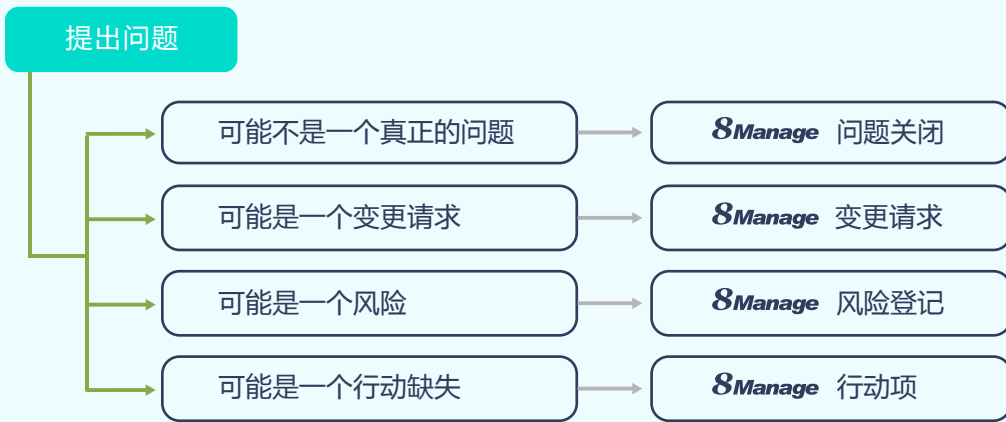 提出问题
可能不是一个真正的问题
8Manage 问题关闭
可能是一个变更请求
8Manage 变更请求
可能是一个风险
8Manage 风险登记
可能是一个行动缺失
8Manage 行动项